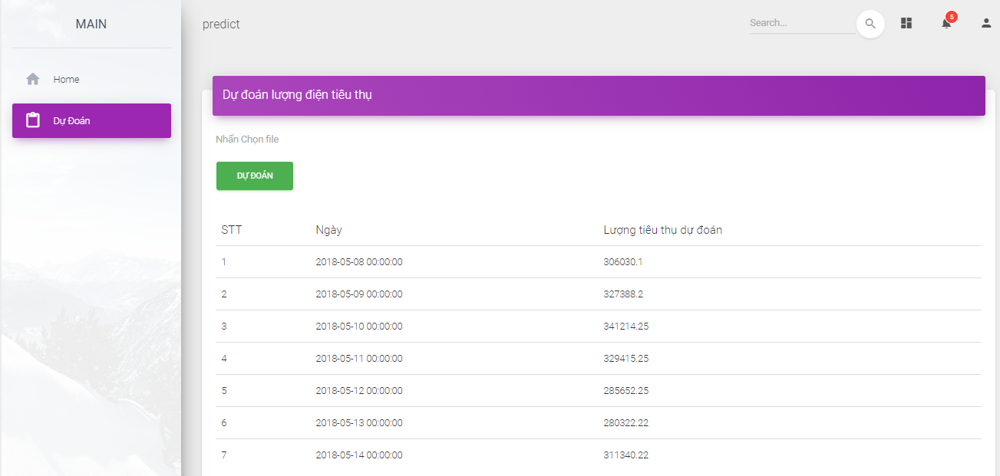 MAIN
Home
Dự Đoán
predict
Search...
5
Dự đoán lượng điện tiêu thụ
Nhấn Chọn file
DỰ ĐOÁN
STT Ngày Lượng tiêu thụ dự đoán
1 2018-05-08 00:00:00 306030.1
2 2018-05-09 00:00:00 327388.2
3 2018-05-10 00:00:00 341214.25
4 2018-05-11 00:00:00 329415.25
5 2018-05-12 00:00:00 285652.25
6 2018-05-13 00:00:00 280322.22
7 2018-05-14 00:00:00 311340.22